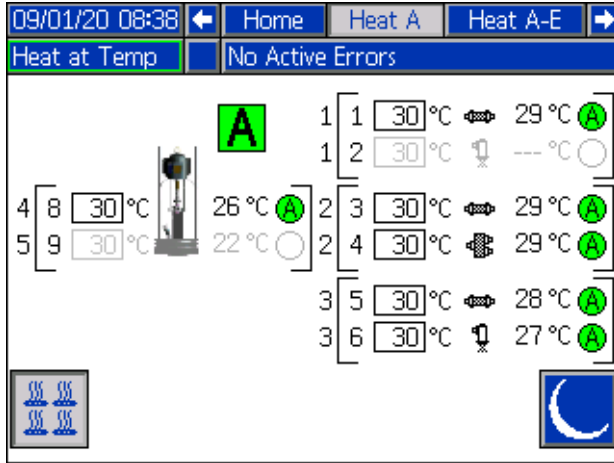 09/01/20 08:38 Home Heat A Heat A-E
Heat at Temp No Active Errors
A
1 1 30 °C 29 °C A
1 2 30 °C --- °C
4 8 30 °C 26 °C A 2 3 30 °C 29 °C A
5 9 30 °C 22 °C 2 4 30 °C 29 °C A
3 5 30 °C 28 °C A
3 6 30 °C 27 °C A